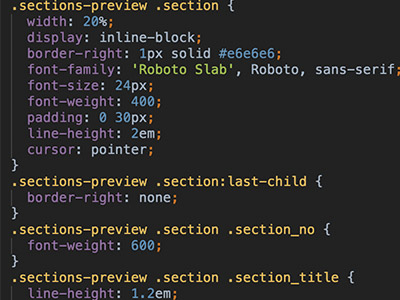 .sections-preview .section {
width: 20%;
display: inline-block;
border-right: 1px solid #e6e6e6;
font-family: 'Roboto Slab', Roboto, sans-serif;
font-size: 24px;
font-weight: 400;
padding: 0 30px;
line-height: 2em;
cursor: pointer;
}
.sections-preview .section:last-child {
border-right: none;
}
.sections-preview .section .section_no {
font-weight: 600;
}
.sections-preview .section .section_title {
line-height: 1.2em;